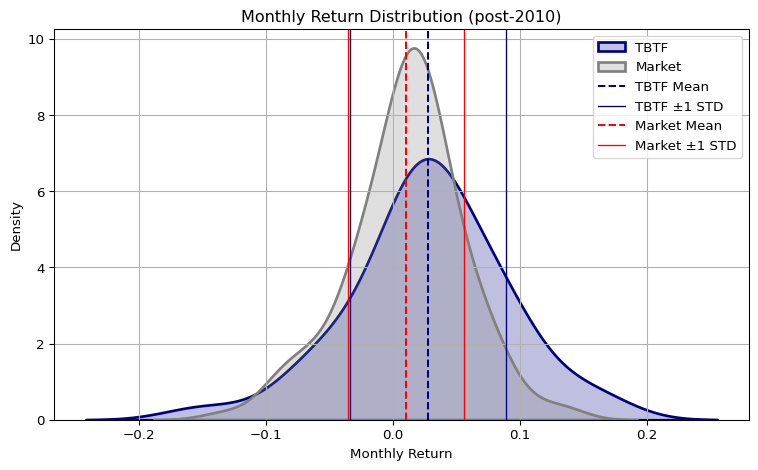 Monthly Return Distribution (post-2010)
TBTF
Market
TBTF Mean
TBTF ±1 STD
Market Mean
Market ±1 STD
Density
10
8
6
4
2
0
−0.2
−0.1
0.0
0.1
0.2
Monthly Return